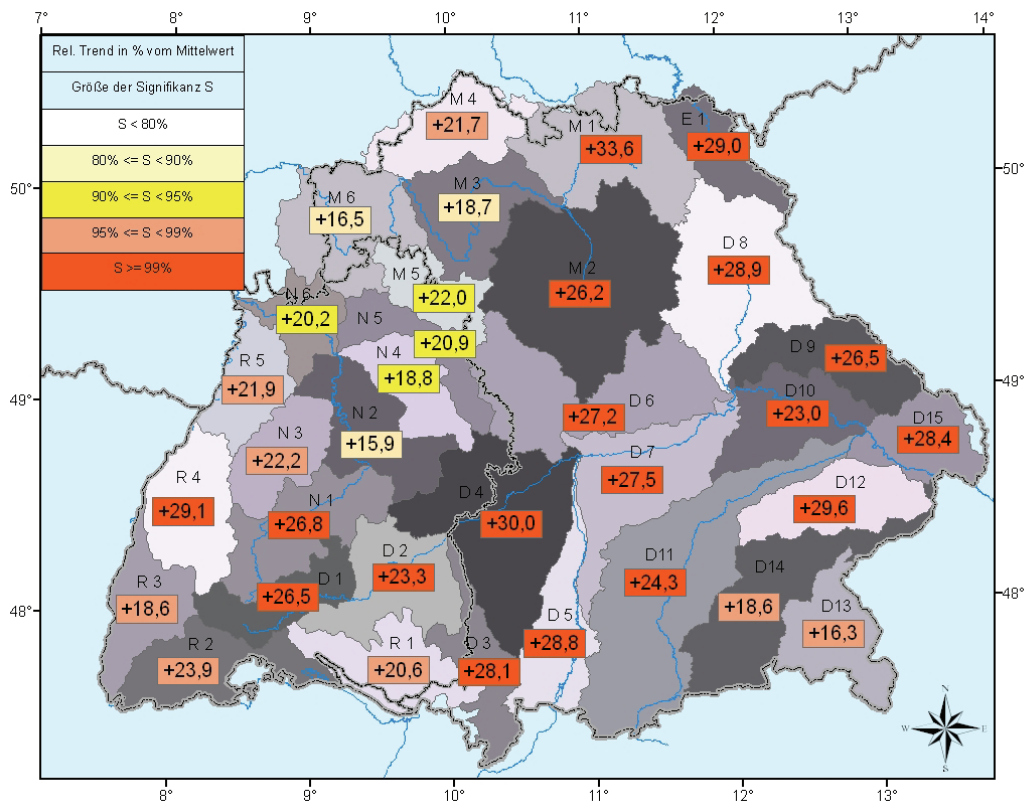 7° 8° 9° 10° 11° 12° 13° 14°
Rel. Trend in % vom Mittelwert
Größe der Signifikanz S
S < 80%
80% <= S < 90%
90% <= S < 95%
95% <= S < 99%
S >= 99%
M 4
+21,7
M 1
+33,6
E 1
+29,0
50°
50°
M 6
+16,5
M 3
+18,7
D 8
+28,9
M 5
+22,0
M 2
+26,2
N 6
+20,2
N 5
+20,9
N 4
+18,8
R 5
+21,9
D 9
+26,5
49°
49°
N 2
+15,9
D 6
+27,2
D10
+23,0
D15
+28,4
N 3
+22,2
D 7
+27,5
R 4
+29,1
D 4
+30,0
D12
+29,6
N 1
+26,8
D 2
+23,3
D11
+24,3
D 1
+26,5
D14
+18,6
48°
48°
R 3
+18,6
D13
+16,3
R 2
+23,9
R 1
+20,6
D 3
+28,1
D 5
+28,8
N
W E
S
8° 9° 10° 11° 12° 13°